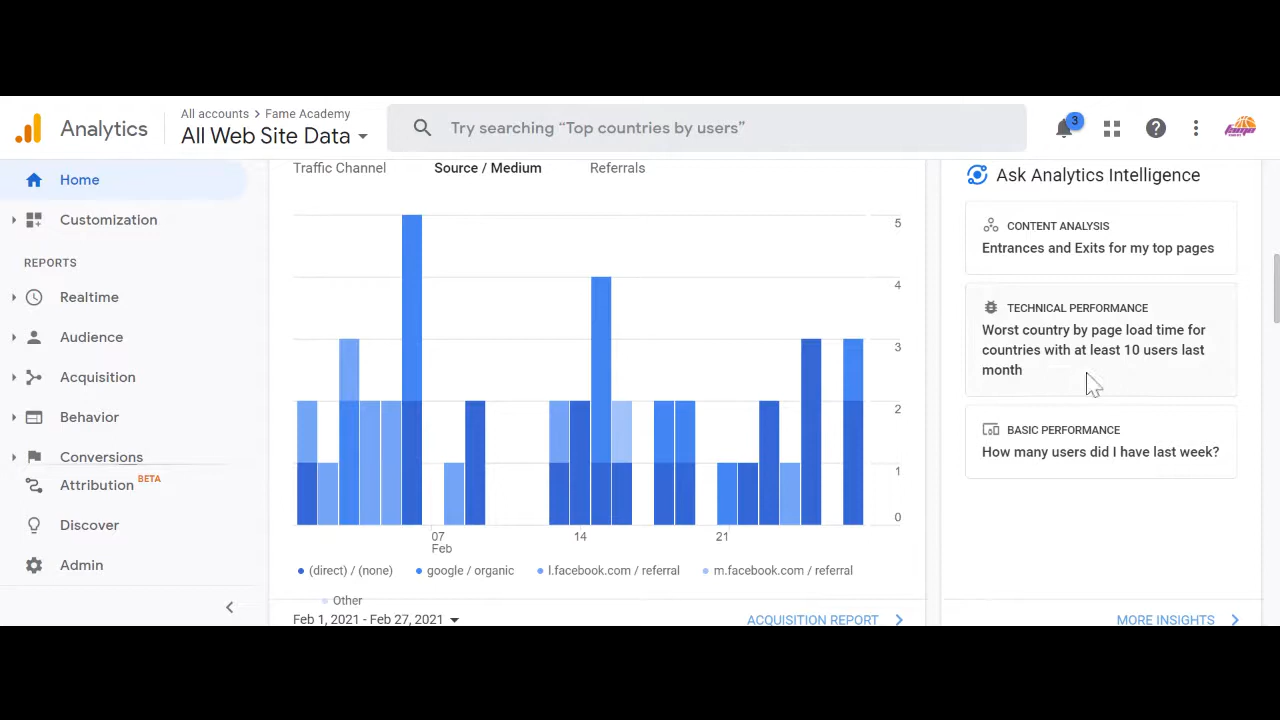 Analytics
All accounts > Fame Academy
All Web Site Data
Try searching “Top countries by users”
3
Home
Customization
REPORTS
Realtime
Audience
Acquisition
Behavior
Conversions
Attribution BETA
Discover
Admin
Traffic Channel
Source / Medium
Referrals
5
4
3
2
1
0
07
Feb
14
21
(direct) / (none)
google / organic
l.facebook.com / referral
m.facebook.com / referral
Other
Feb 1, 2021 - Feb 27, 2021
ACQUISITION REPORT
Ask Analytics Intelligence
CONTENT ANALYSIS
Entrances and Exits for my top pages
TECHNICAL PERFORMANCE
Worst country by page load time for
countries with at least 10 users last
month
BASIC PERFORMANCE
How many users did I have last week?
MORE INSIGHTS